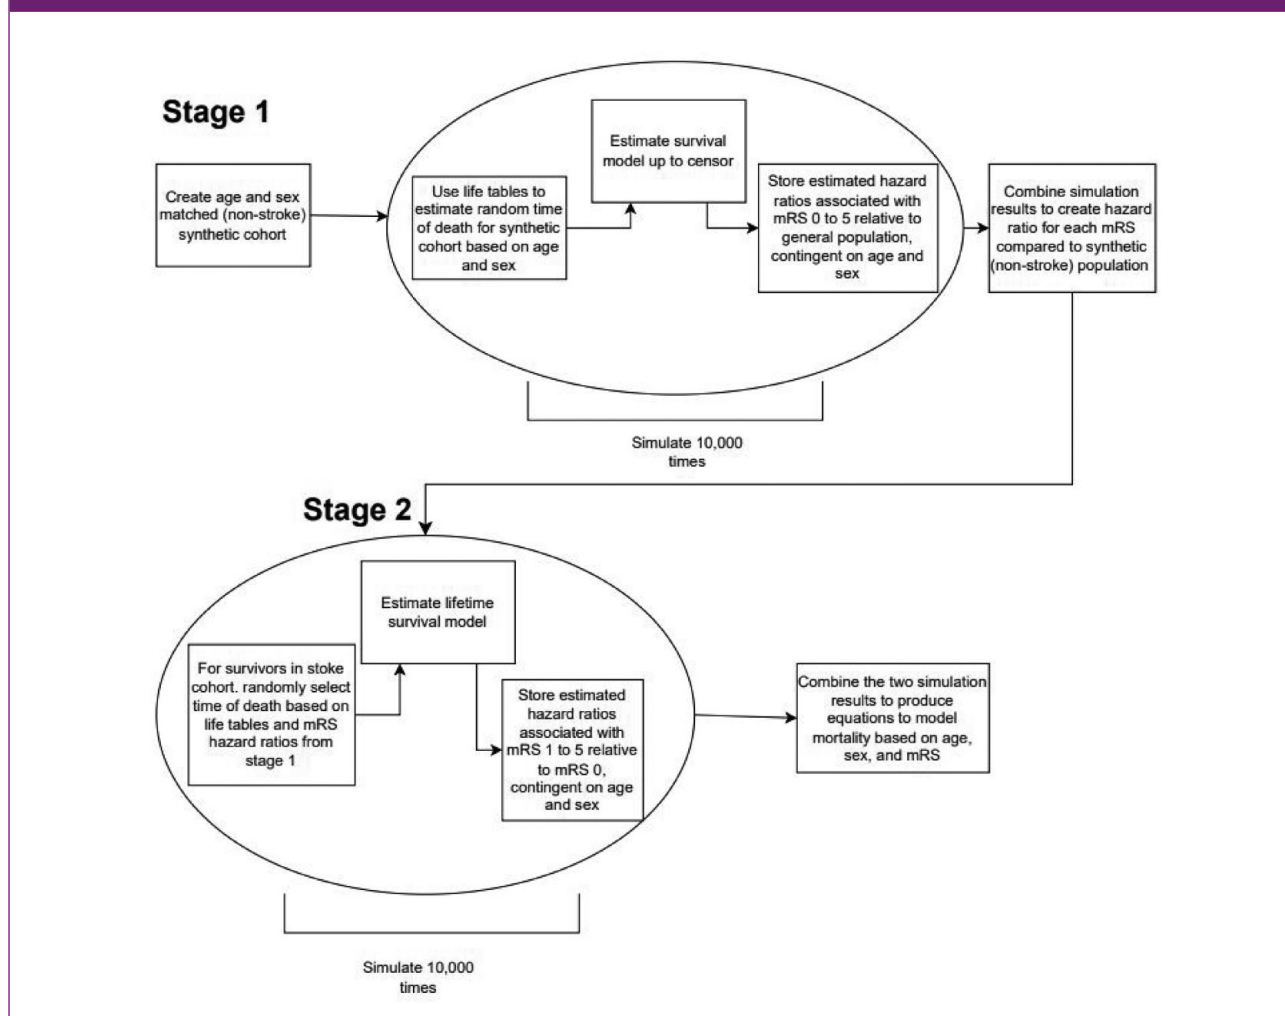 Stage 1
Create age and sex
matched (non-stroke)
synthetic cohort
Use life tables to
estimate random time
of death for synthetic
cohort based on age
and sex
Estimate survival
model up to censor
Store estimated hazard
ratios associated with
mRS 0 to 5 relative to
general population,
contingent on age and
sex
Combine simulation
results to create hazard
ratio for each mRS
compared to synthetic
(non-stroke) population
Simulate 10,000
times
Stage 2
For survivors in stoke
cohort. randomly select
time of death based on
life tables and mRS
hazard ratios from
stage 1
Estimate lifetime
survival model
Store estimated
hazard ratios
associated with
mRS 1 to 5 relative
to mRS 0,
contingent on age
and sex
Combine the two simulation
results to produce
equations to model
mortality based on age,
sex, and mRS
Simulate 10,000
times